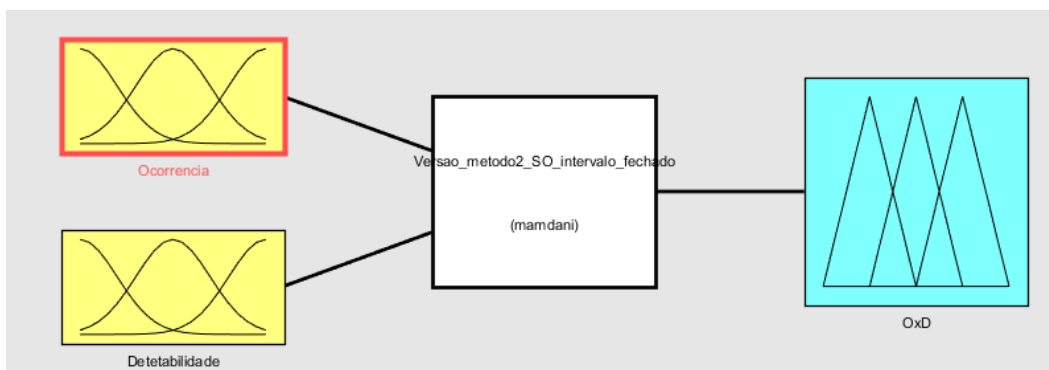 Ocorrencia
Versao_metodo2_SO_intervalo_fechado
(mamdani)
Detetabilidade
OxD